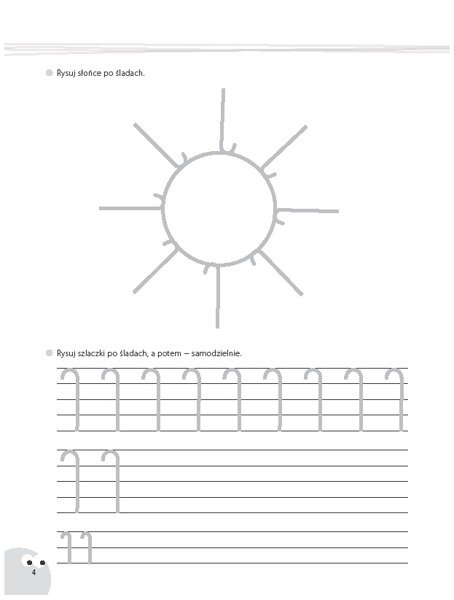 Rysuj słońce po śladach.
Rysuj szlaczki po śladach, a potem – samodzielnie.
4